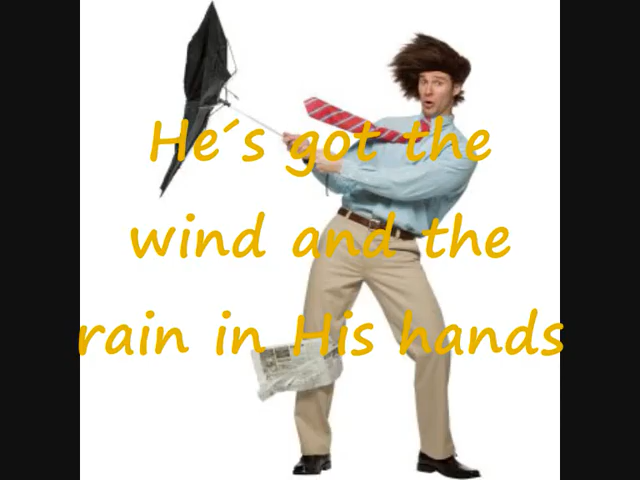 He´s got the
wind and the
rain in His hands